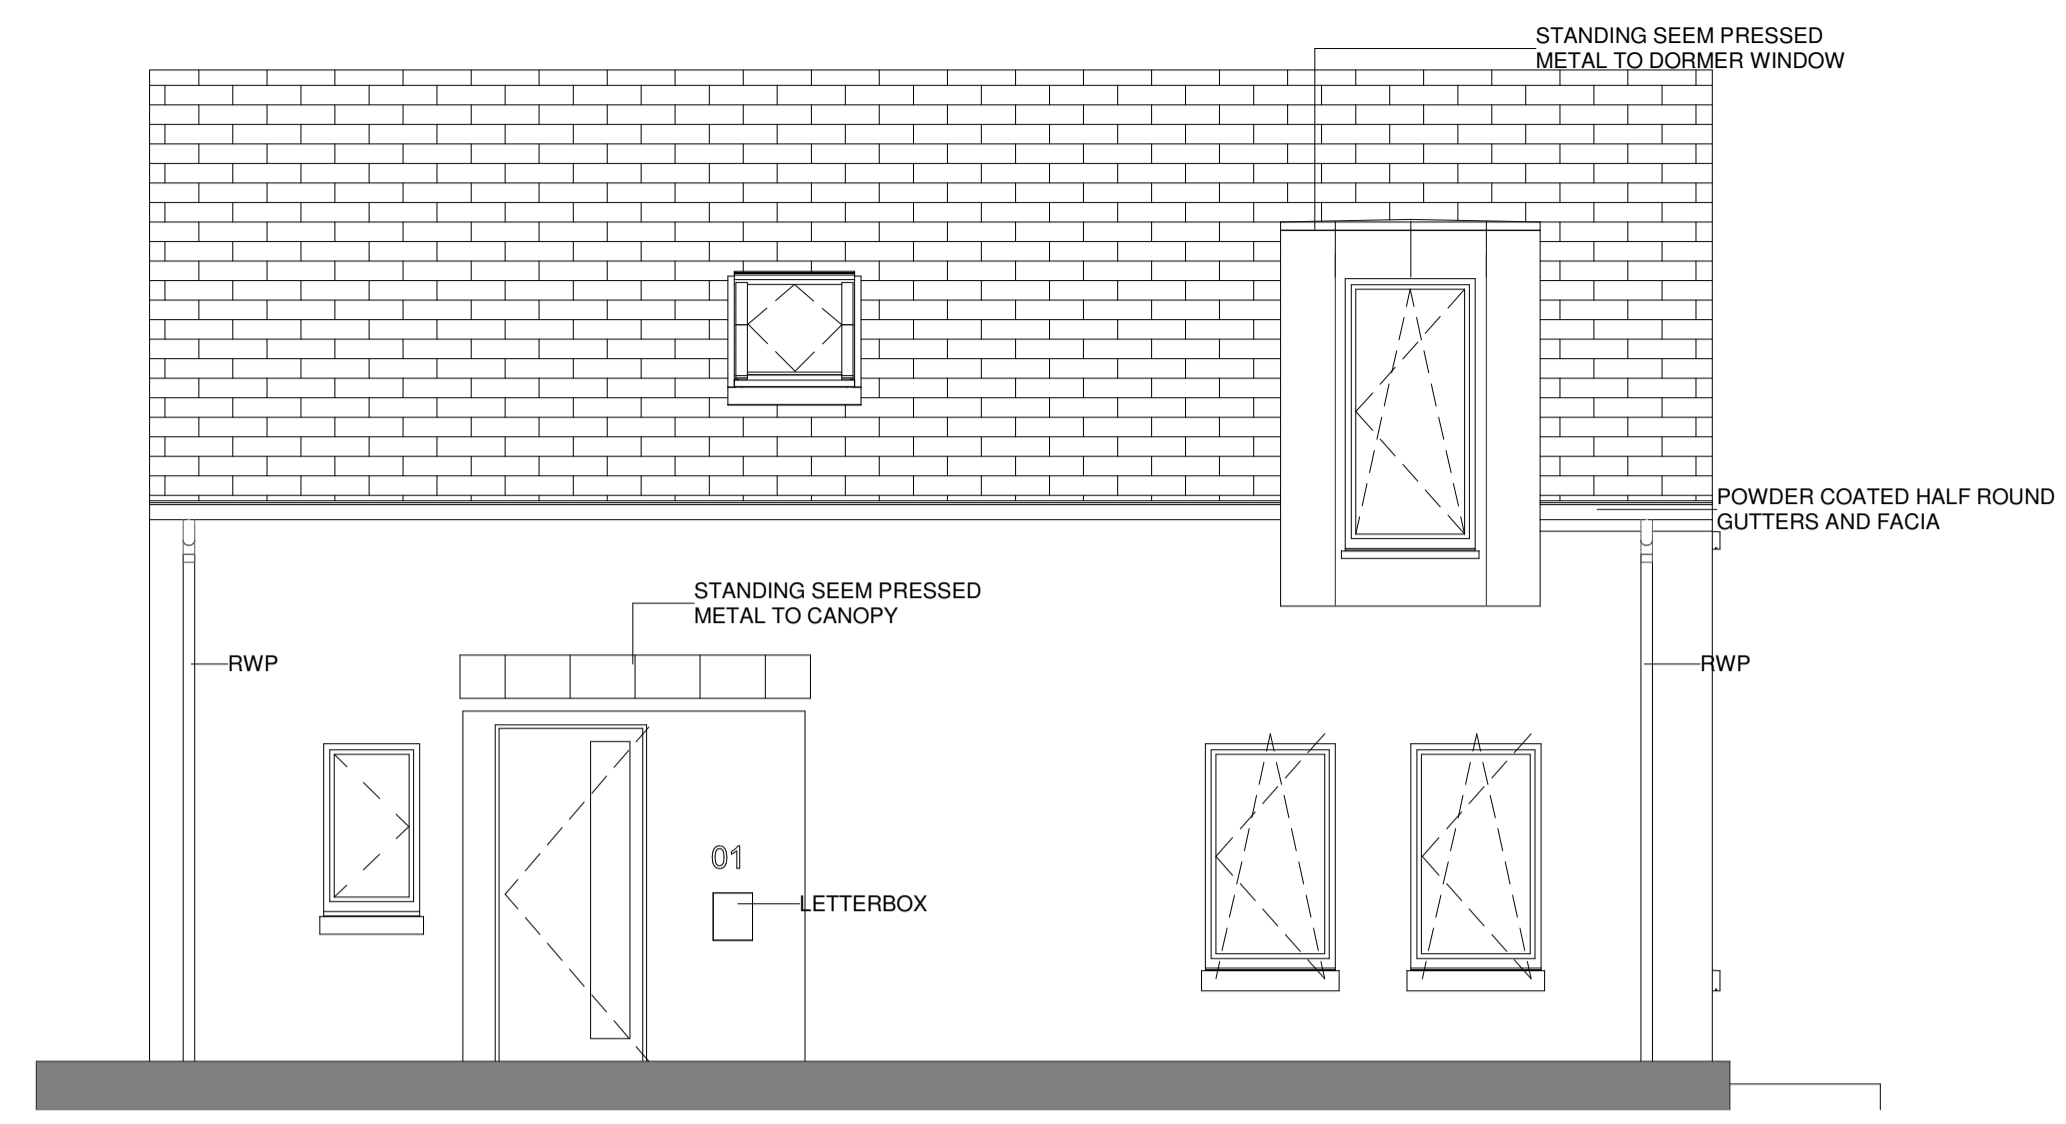 STANDING SEEM PRESSED
METAL TO DORMER WINDOW
POWDER COATED HALF ROUND
GUTTERS AND FACIA
STANDING SEEM PRESSED
METAL TO CANOPY
RWP
RWP
01
LETTERBOX